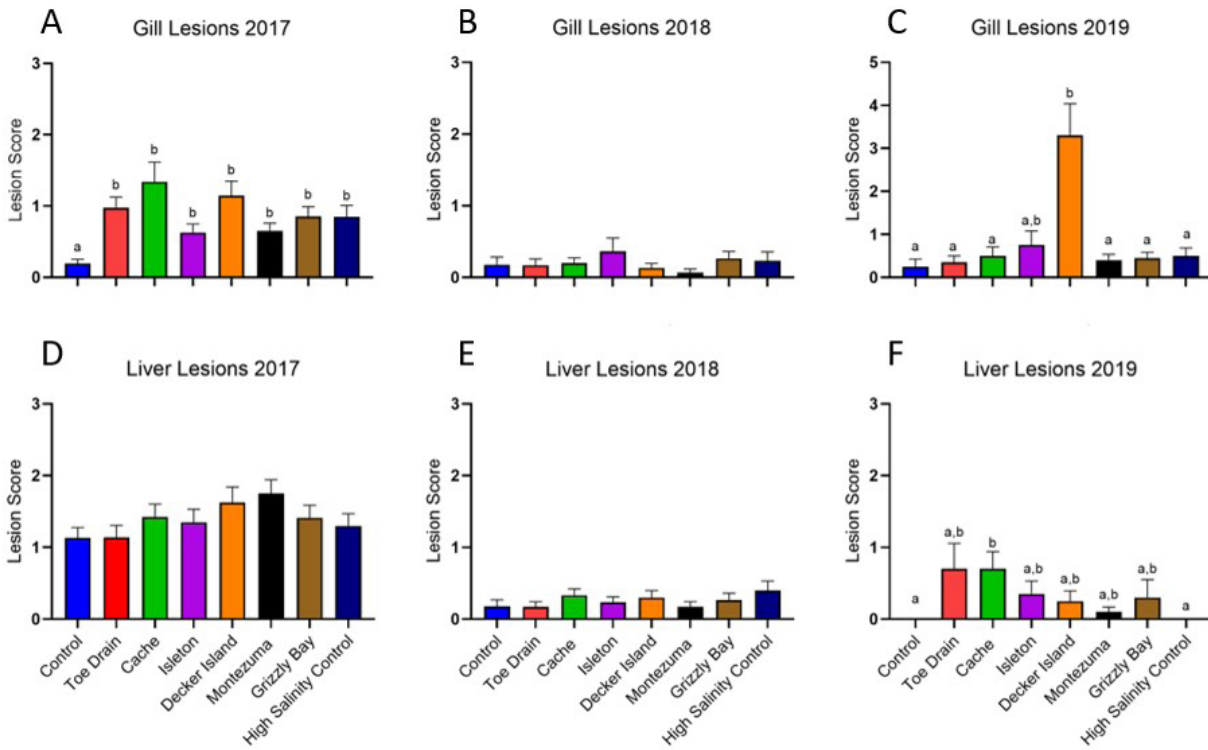 A
Gill Lesions 2017
Lesion Score
3
2
1
0
a
b
b
b
b
b
b
b
B
Gill Lesions 2018
Lesion Score
3
2
1
0
C
Gill Lesions 2019
Lesion Score
5
4
3
2
1
0
a
a
a
a,b
b
a
a
a
D
Liver Lesions 2017
Lesion Score
3
2
1
0
Control
Toe Drain
Cache
Isleton
Decker Island
Montezuma
Grizzly Bay
High Salinity Control
E
Liver Lesions 2018
Lesion Score
3
2
1
0
Control
Toe Drain
Cache
Isleton
Decker Island
Montezuma
Grizzly Bay
High Salinity Control
F
Liver Lesions 2019
Lesion Score
3
2
1
0
a
a,b
b
a,b
a,b
a,b
a,b
a
Control
Toe Drain
Cache
Isleton
Decker Island
Montezuma
Grizzly Bay
High Salinity Control